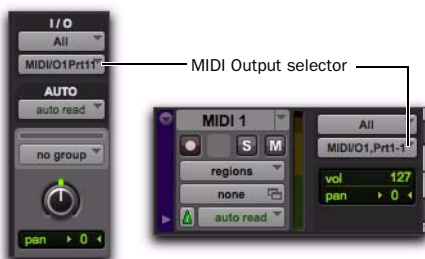 I/O
All
MIDI/O1Prt11
MIDI Output selector
AUTO
auto read
no group
pan 0
MIDI 1
S M
regions
none
auto read
All
MIDI/O1,Prt1-1
vol 127
pan 0